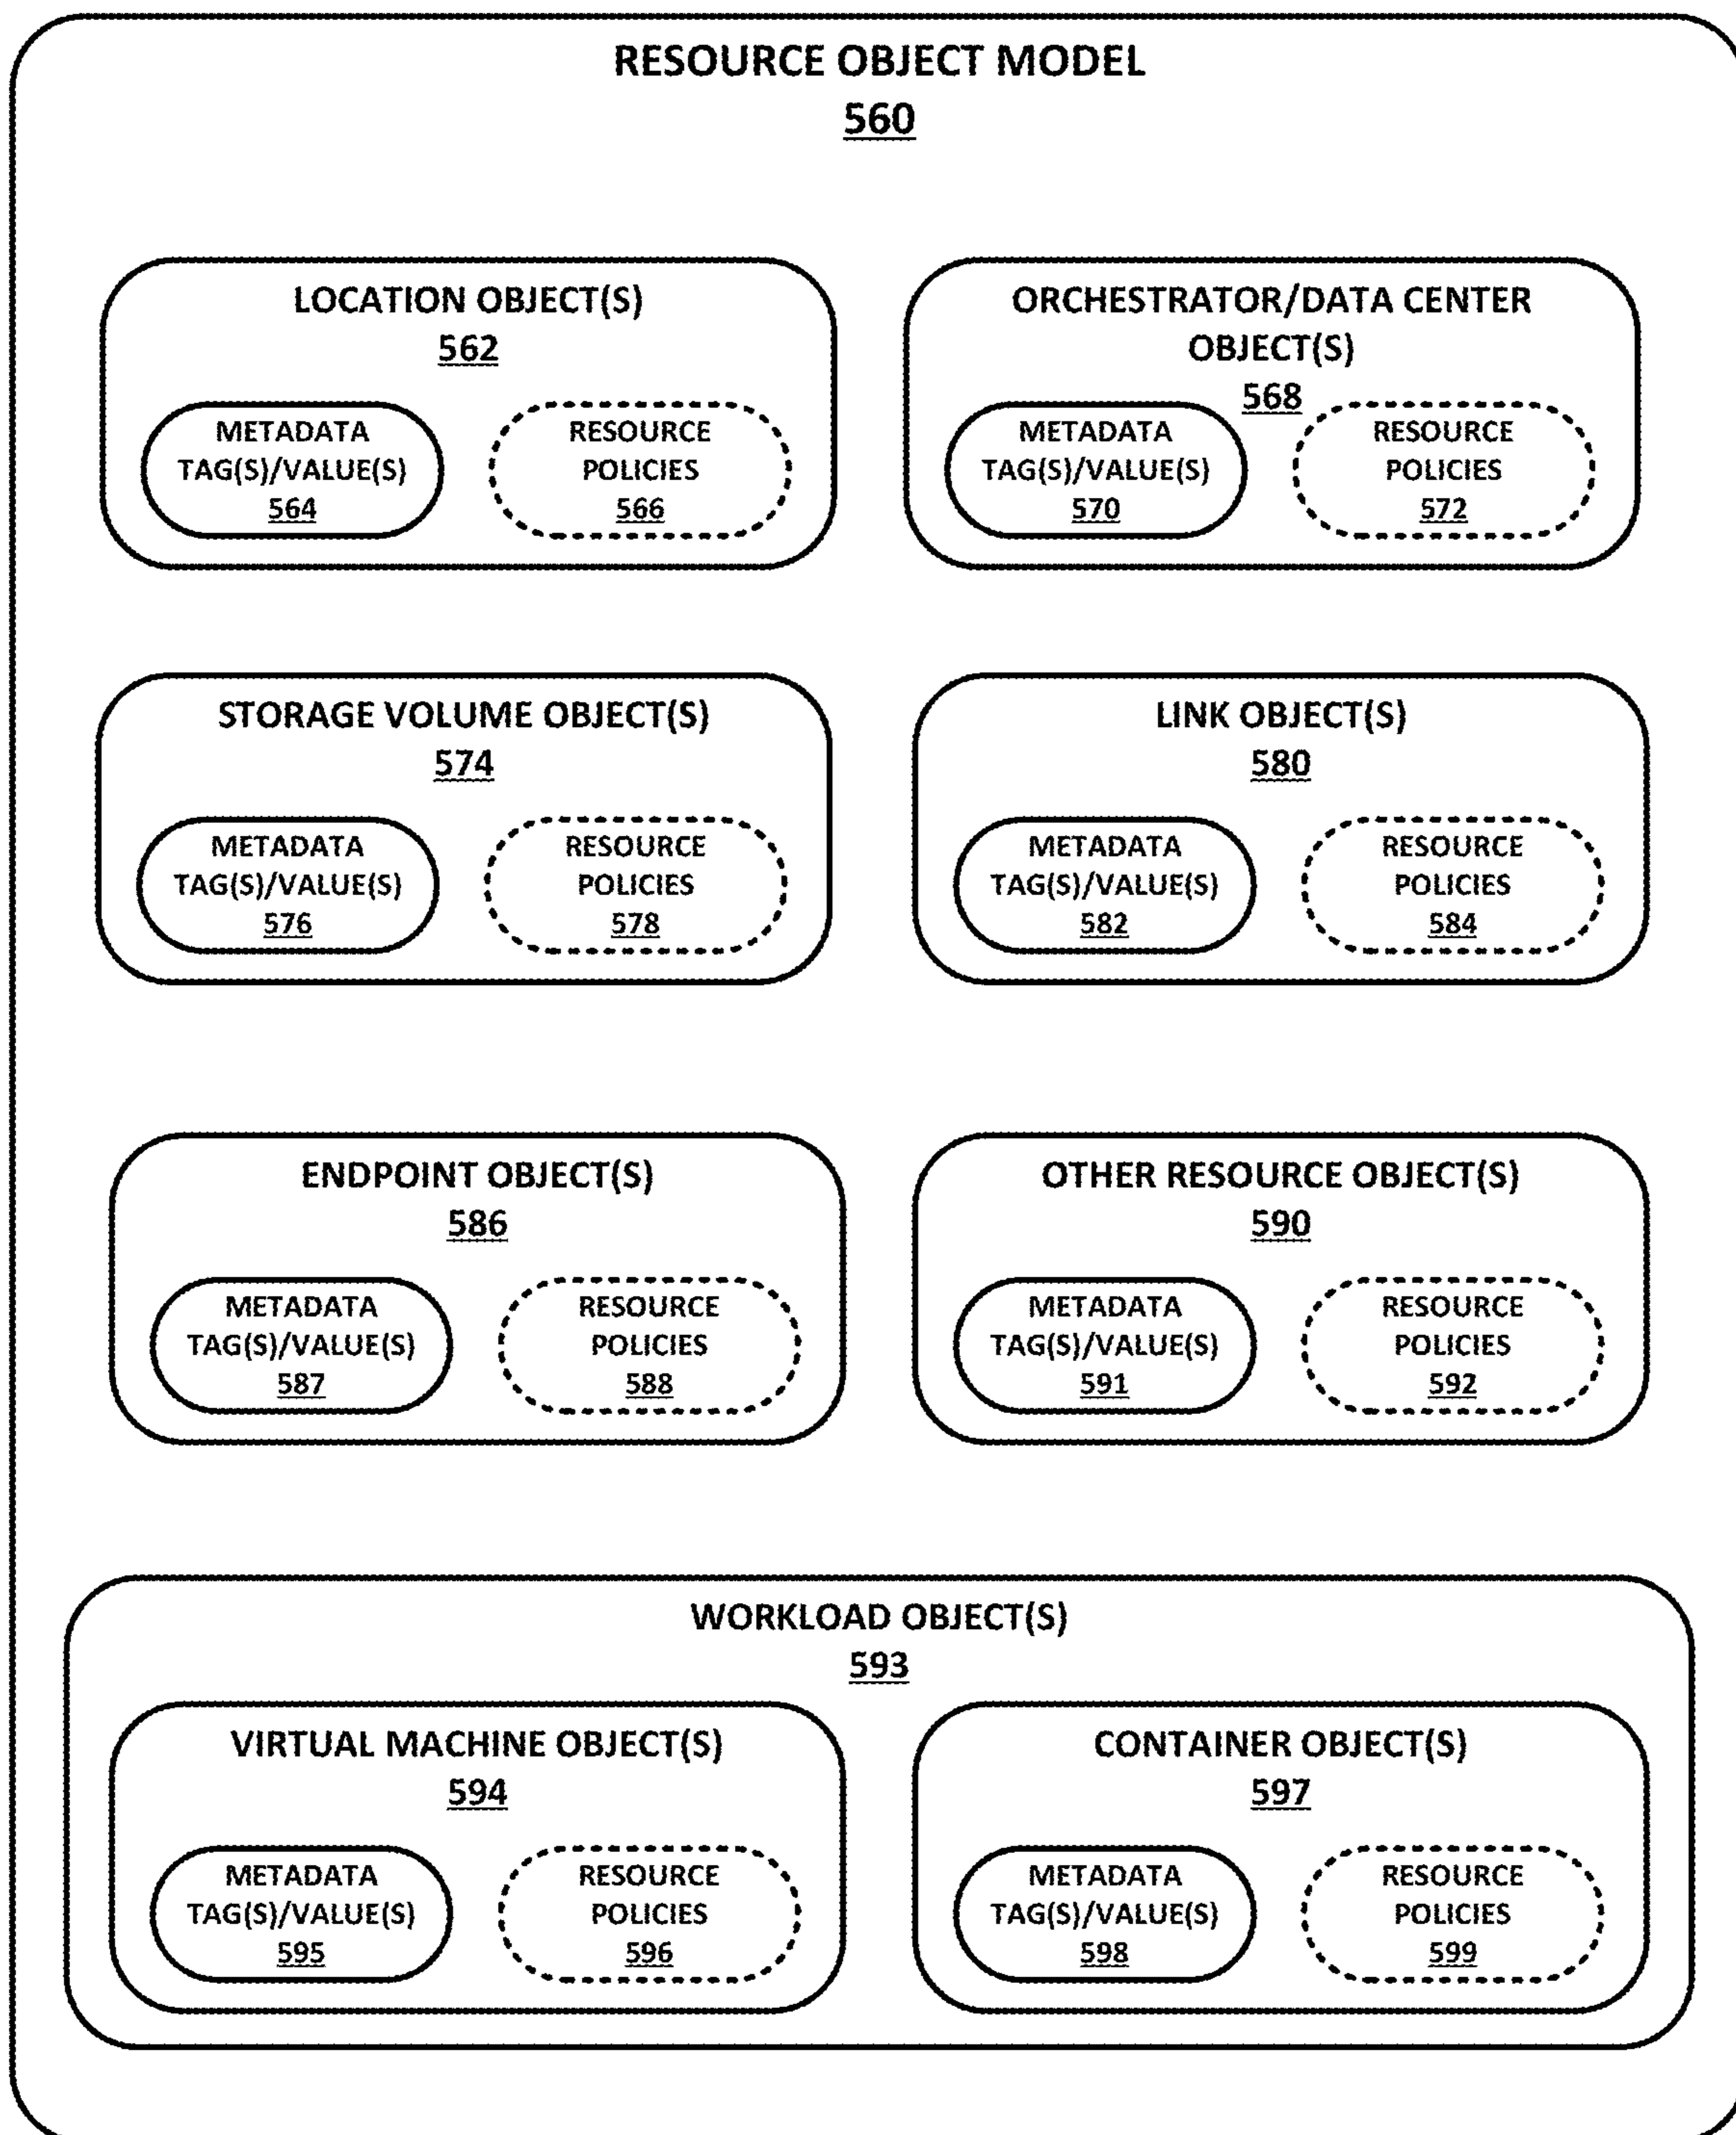 RESOURCE OBJECT MODEL
560
LOCATION OBJECT(S)
562
METADATA
TAG(S)/VALUE(S)
564
RESOURCE
POLICIES
566
ORCHESTRATOR/DATA CENTER
OBJECT(S)
568
METADATA
TAG(S)/VALUE(S)
570
RESOURCE
POLICIES
572
STORAGE VOLUME OBJECT(S)
574
METADATA
TAG(S)/VALUE(S)
576
RESOURCE
POLICIES
578
LINK OBJECT(S)
580
METADATA
TAG(S)/VALUE(S)
582
RESOURCE
POLICIES
584
ENDPOINT OBJECT(S)
586
METADATA
TAG(S)/VALUE(S)
587
RESOURCE
POLICIES
588
OTHER RESOURCE OBJECT(S)
590
METADATA
TAG(S)/VALUE(S)
591
RESOURCE
POLICIES
592
WORKLOAD OBJECT(S)
593
VIRTUAL MACHINE OBJECT(S)
594
METADATA
TAG(S)/VALUE(S)
595
RESOURCE
POLICIES
596
CONTAINER OBJECT(S)
597
METADATA
TAG(S)/VALUE(S)
598
RESOURCE
POLICIES
599